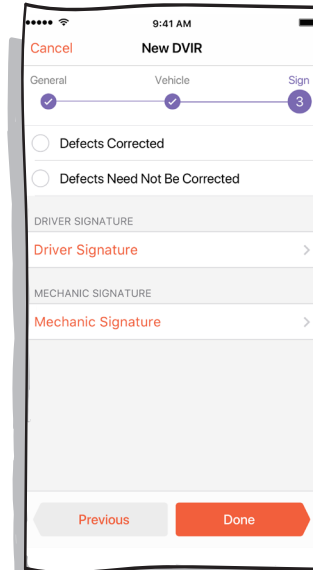 9:41 AM
Cancel New DVIR
General Vehicle Sign
3
Defects Corrected
Defects Need Not Be Corrected
DRIVER SIGNATURE
Driver Signature
MECHANIC SIGNATURE
Mechanic Signature
Previous Done